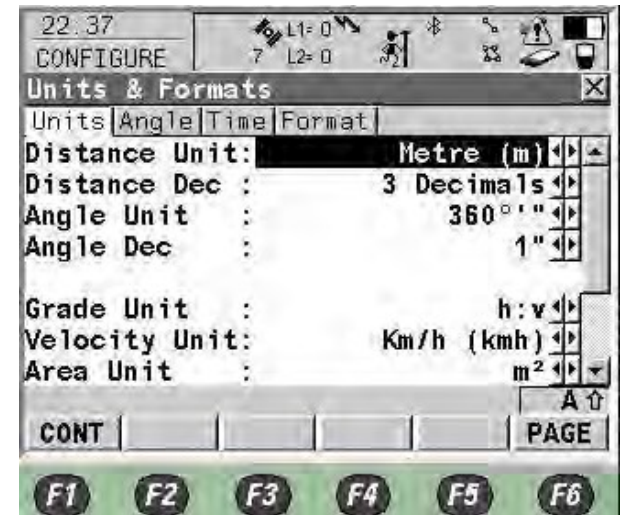 22.37 L1= 0
CONFIGURE 7 L2= 0
Units & Formats
Units Angle Time Format
Distance Unit: Metre (m)
Distance Dec : 3 Decimals
Angle Unit : 360°'"
Angle Dec : 1"
Grade Unit : h:v
Velocity Unit: Km/h (kmh)
Area Unit : m²
A
CONT PAGE
F1 F2 F3 F4 F5 F6